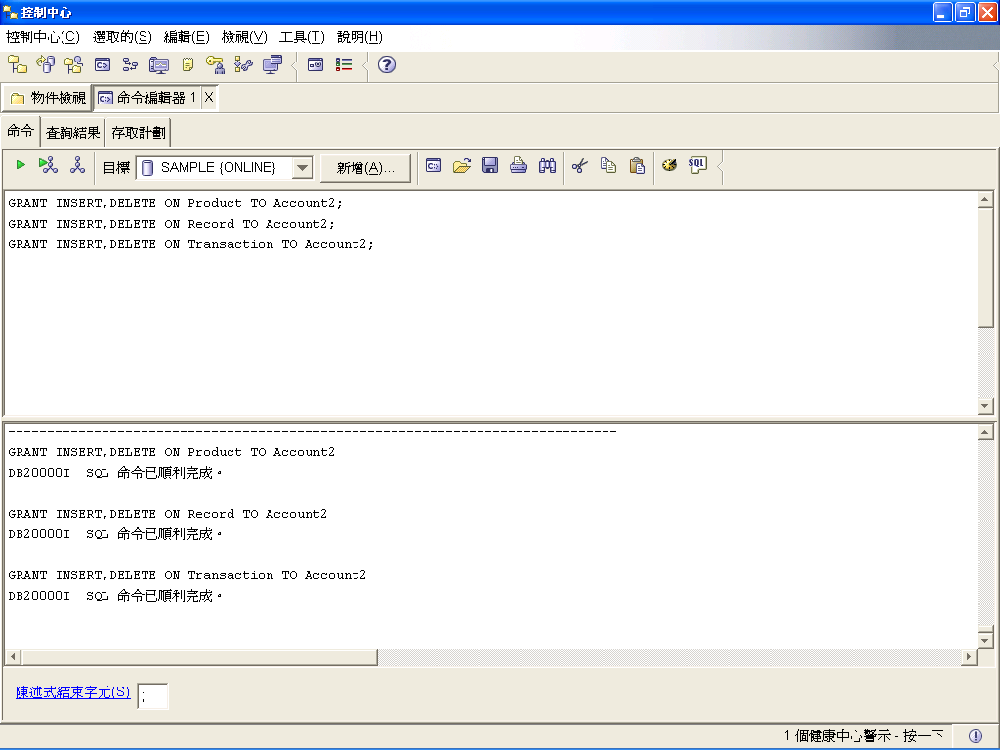 控制中心
控制中心(C) 選取的(S) 編輯(E) 檢視(V) 工具(T) 說明(H)
物件檢視 命令編輯器 1 X
命令 查詢結果 存取計劃
目標 SAMPLE {ONLINE} 新增(A)... SQL
GRANT INSERT,DELETE ON Product TO Account2;
GRANT INSERT,DELETE ON Record TO Account2;
GRANT INSERT,DELETE ON Transaction TO Account2;
------------------------------------------------------------------------------
GRANT INSERT,DELETE ON Product TO Account2
DB20000I  SQL 命令已順利完成。
GRANT INSERT,DELETE ON Record TO Account2
DB20000I  SQL 命令已順利完成。
GRANT INSERT,DELETE ON Transaction TO Account2
DB20000I  SQL 命令已順利完成。
陳述式結束字元(S) ;
1 個健康中心警示 - 按一下